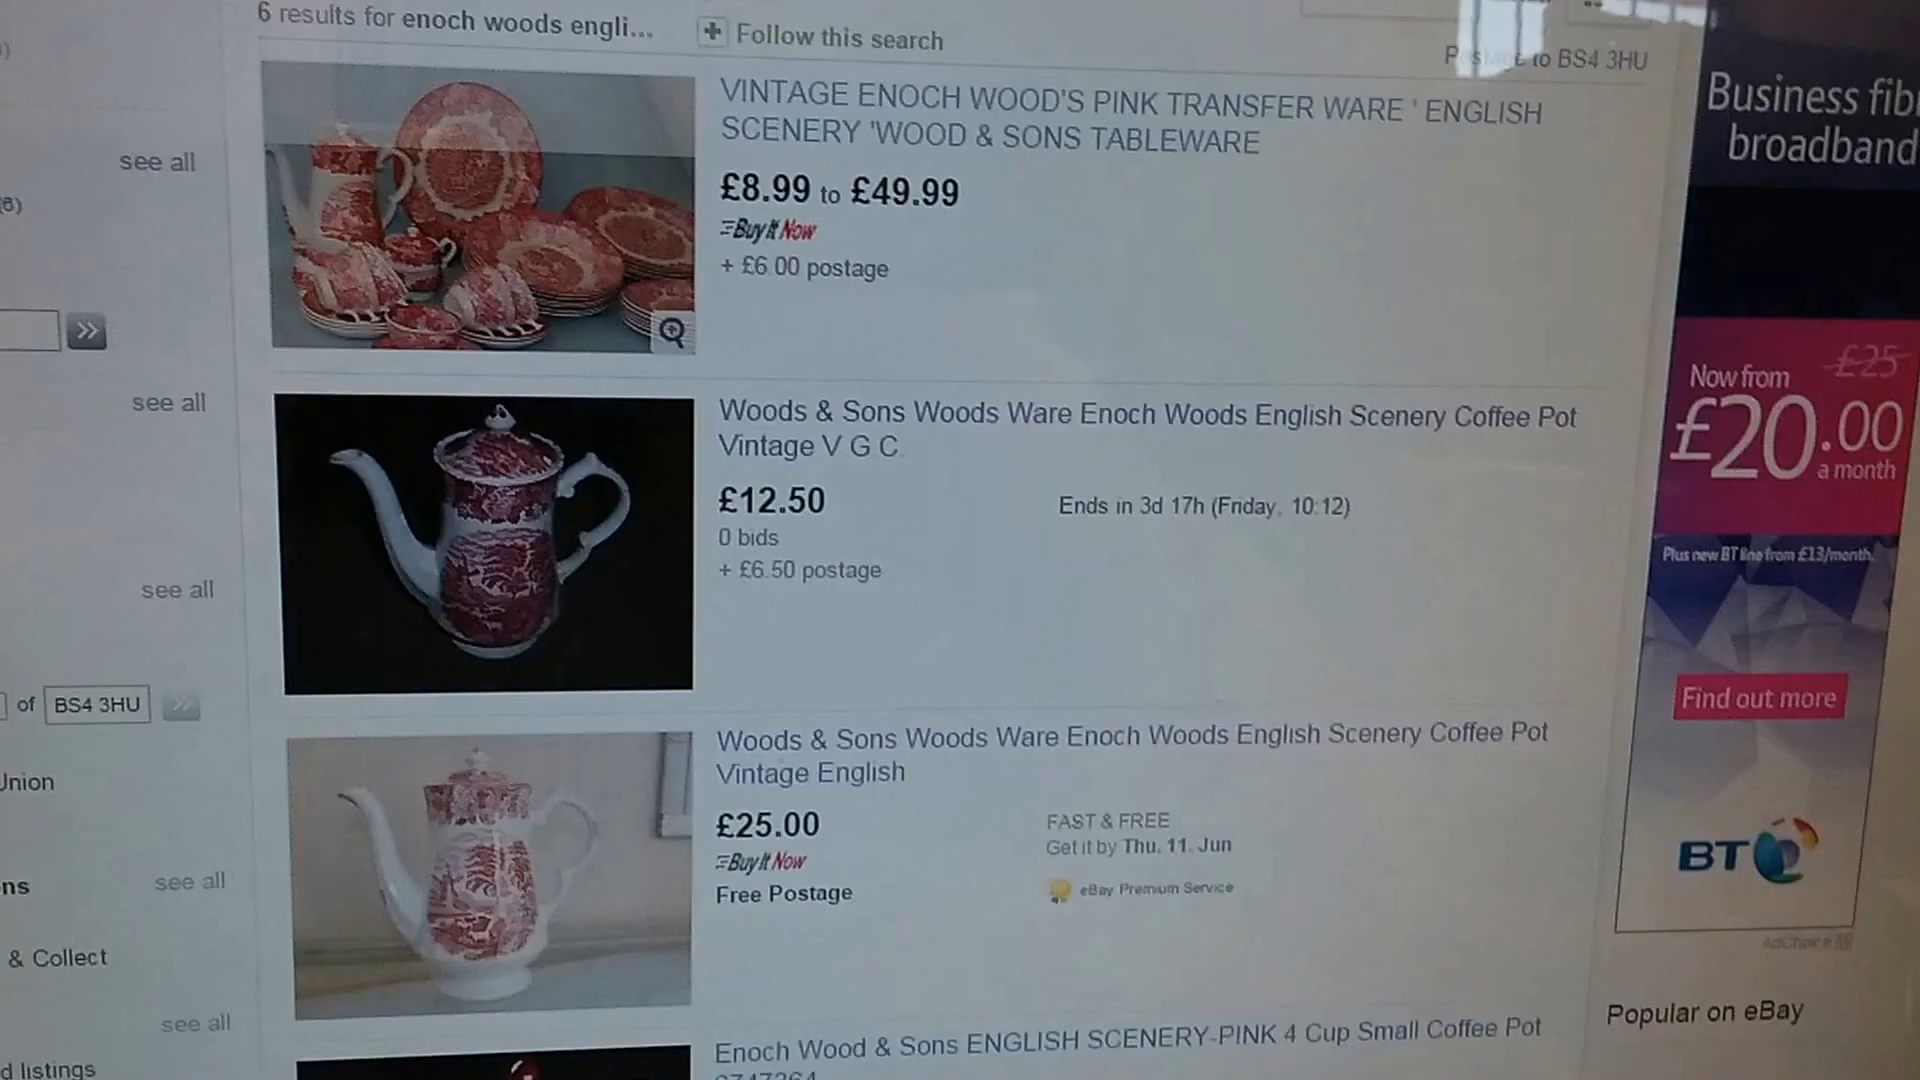 6 results for enoch woods engli...
Follow this search
to BS4 3HU
see all
VINTAGE ENOCH WOOD'S PINK TRANSFER WARE ' ENGLISH
SCENERY 'WOOD & SONS TABLEWARE
£8.99 to £49.99
Buy It Now
+ £6.00 postage
(6)
see all
Woods & Sons Woods Ware Enoch Woods English Scenery Coffee Pot
Vintage V G C.
£12.50
Ends in 3d 17h (Friday, 10:12)
0 bids
+ £6.50 postage
see all
of BS4 3HU
Woods & Sons Woods Ware Enoch Woods English Scenery Coffee Pot
Vintage English
£25.00
Buy It Now
Free Postage
FAST & FREE
Get it by Thu. 11. Jun
eBay Premium Service
Union
ns
see all
& Collect
see all
d listings
Enoch Wood & Sons ENGLISH SCENERY-PINK 4 Cup Small Coffee Pot
Business fib
broadband
£25
Now from
£20.00
a month
Plus new BT line from £13/month.
Find out more
BT
AdChoice
Popular on eBay